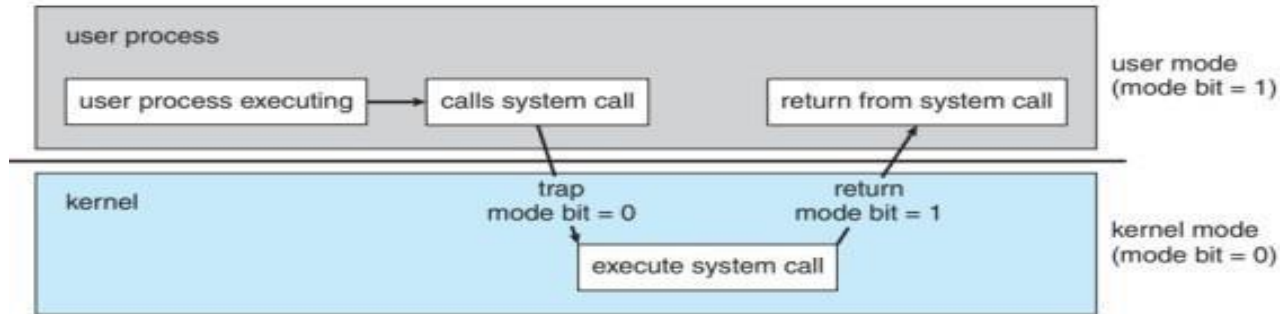 user process
user process executing
calls system call
return from system call
user mode
(mode bit = 1)
kernel
trap
mode bit = 0
return
mode bit = 1
execute system call
kernel mode
(mode bit = 0)